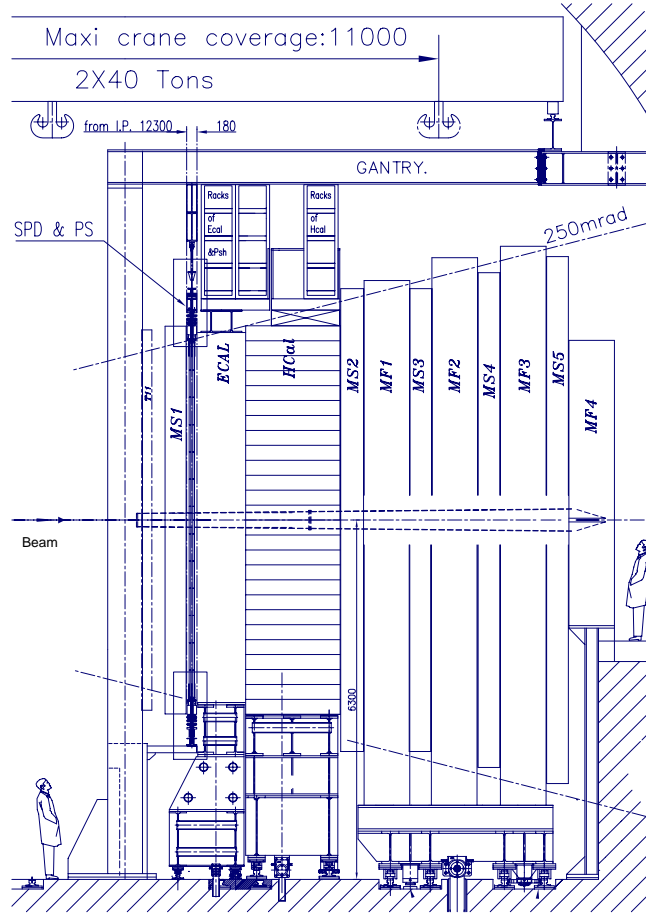 Maxi crane coverage:11000
2X40 Tons
from I.P. 12300
180
GANTRY.
Racks
of
Ecal
&Psh
Racks
of
Hcal
250mrad
SPD & PS
MS1
ECAL
HCal
MS2
MF1
MS3
MF2
MS4
MF3
MS5
MF4
Beam
6300